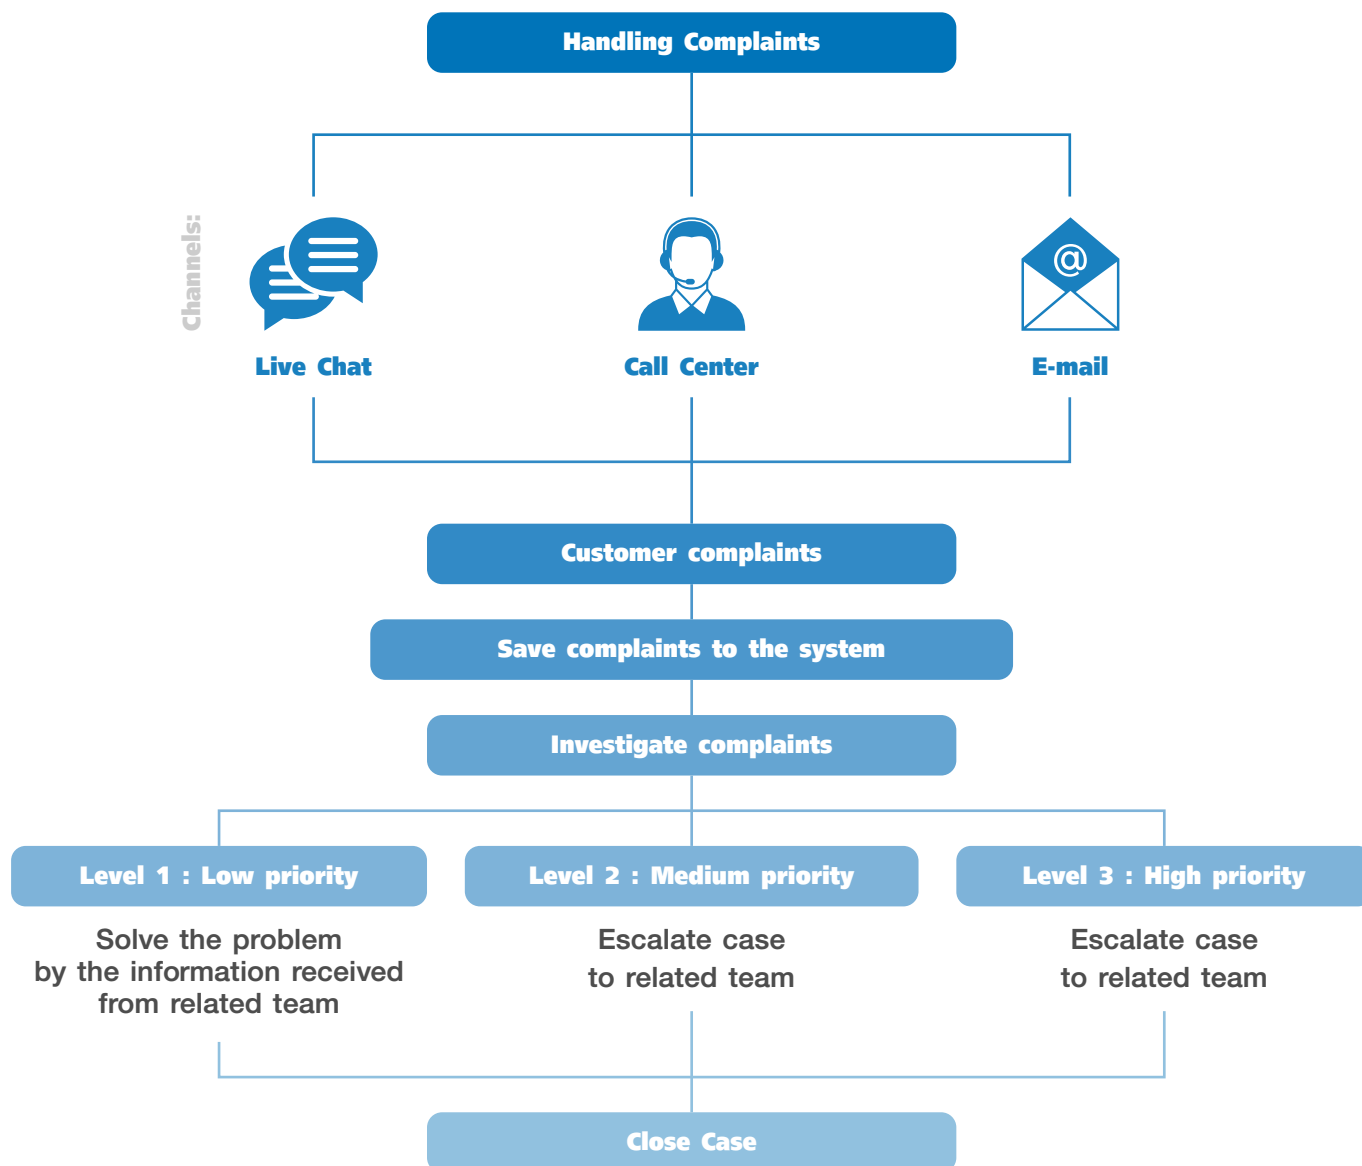 Handling Complaints
Channels:
@
Live Chat
Call Center
E-mail
Customer complaints
Save complaints to the system
Investigate complaints
Level 1 : Low priority
Level 2 : Medium priority
Level 3 : High priority
Solve the problem
by the information received
from related team
Escalate case
to related team
Escalate case
to related team
Close Case